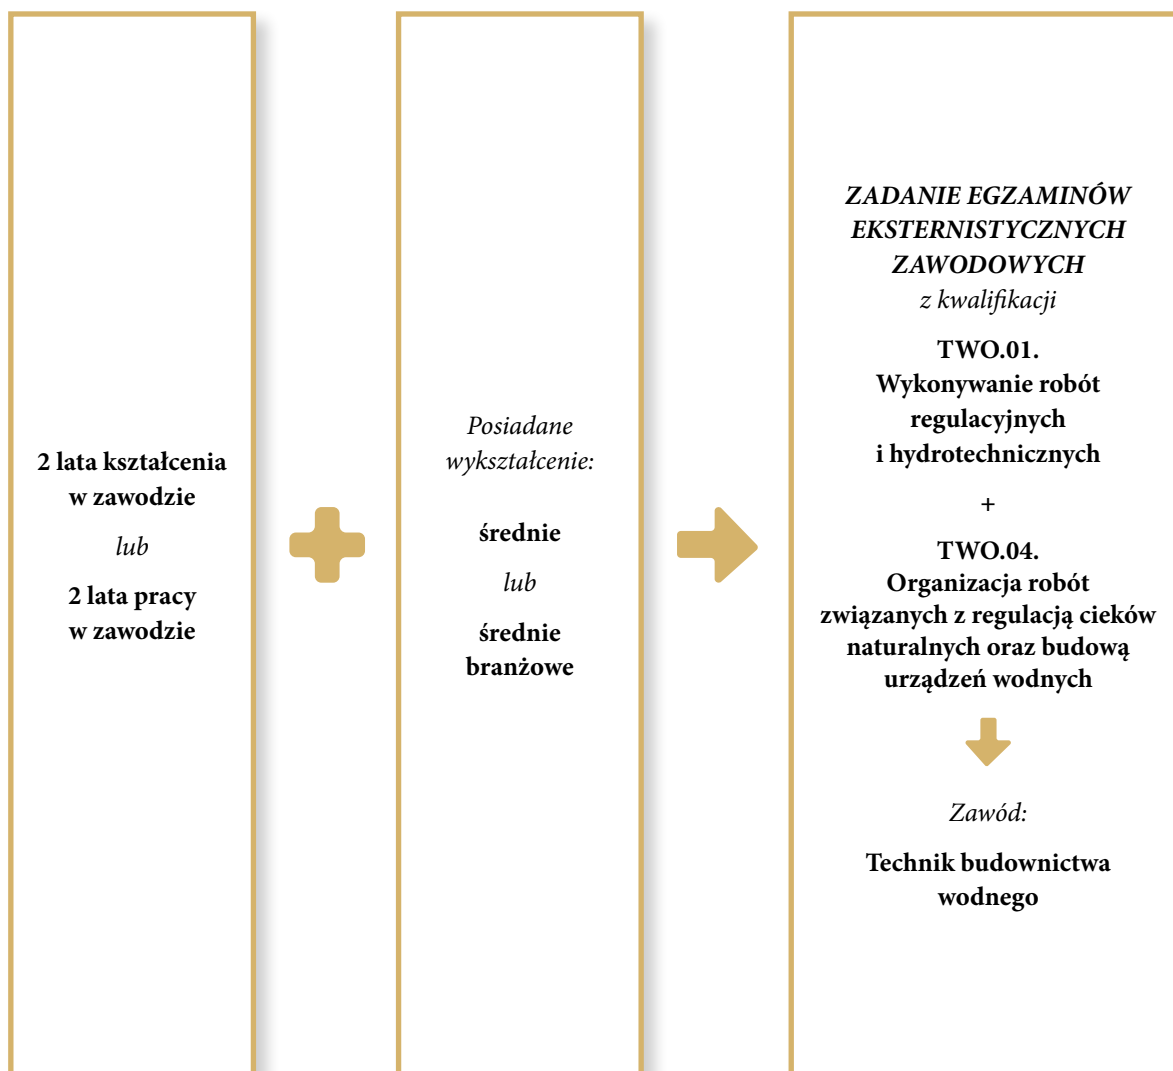 2 lata kształcenia
w zawodzie
lub
2 lata pracy
w zawodzie
Posiadane
wykształcenie:
średnie
lub
średnie
branżowe
ZADANIE EGZAMINÓW
EKSTERNISTYCZNYCH
ZAWODOWYCH
z kwalifikacji
TWO.01.
Wykonywanie robót
regulacyjnych
i hydrotechnicznych
+
TWO.04.
Organizacja robót
związanych z regulacją cieków
naturalnych oraz budową
urządzeń wodnych
Zawód:
Technik budownictwa
wodnego